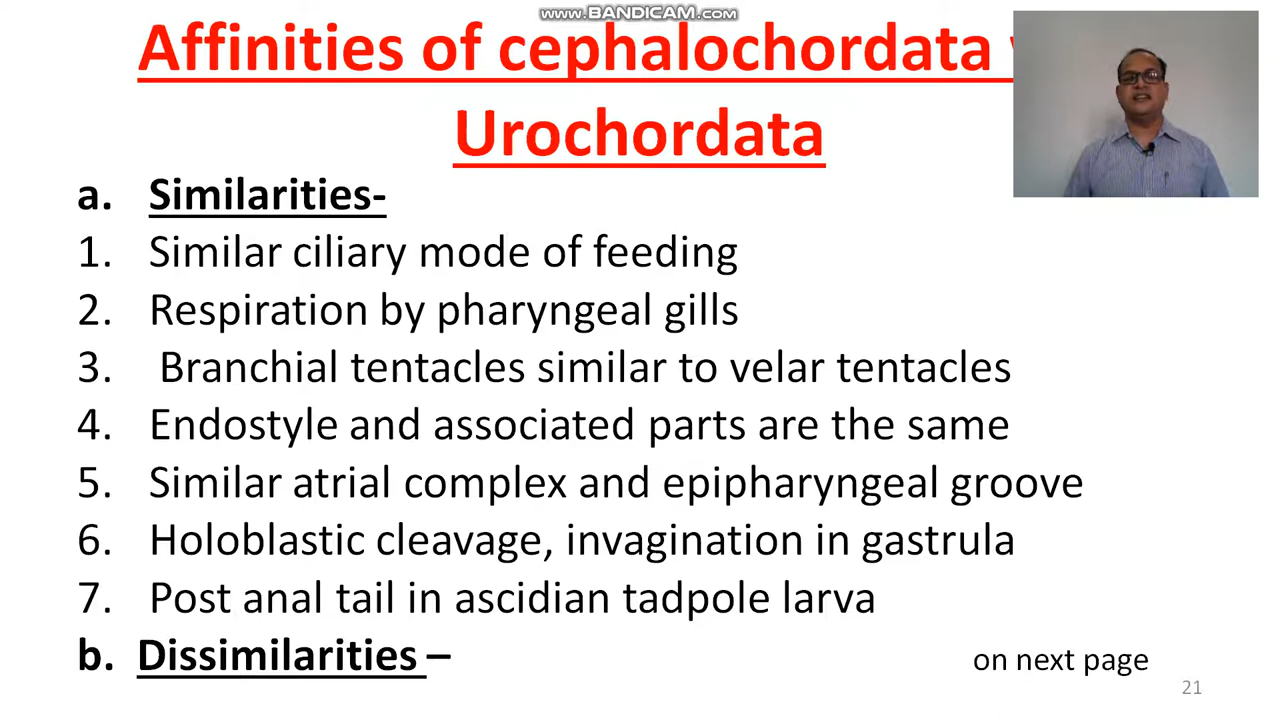 www.BANDICAM.com
Affinities of cephalochordata
Urochordata
a. Similarities-
1. Similar ciliary mode of feeding
2. Respiration by pharyngeal gills
3. Branchial tentacles similar to velar tentacles
4. Endostyle and associated parts are the same
5. Similar atrial complex and epipharyngeal groove
6. Holoblastic cleavage, invagination in gastrula
7. Post anal tail in ascidian tadpole larva
b. Dissimilarities – on next page
21